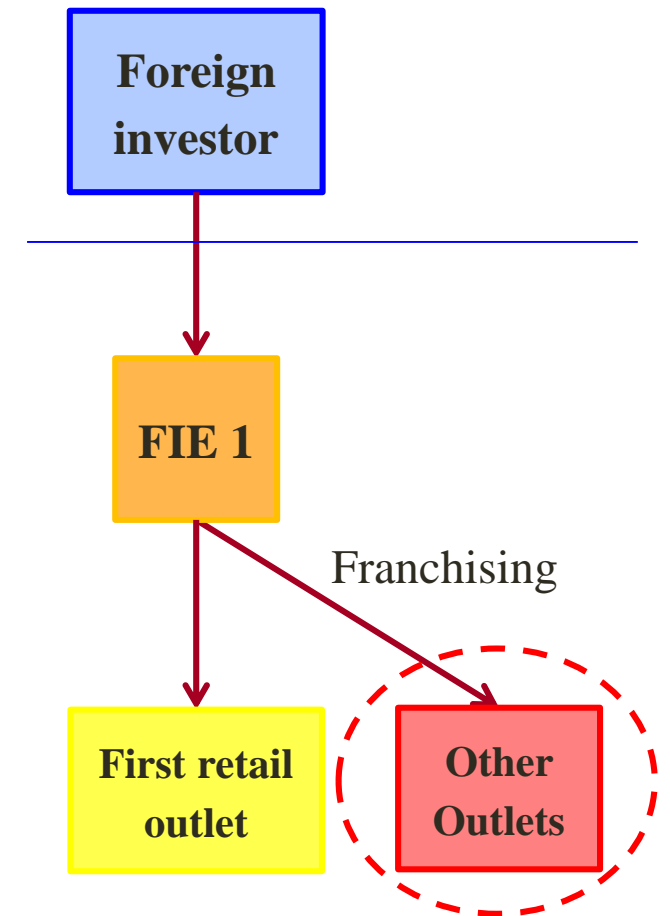 Foreign
investor
FIE 1
Franchising
First retail
outlet
Other
Outlets